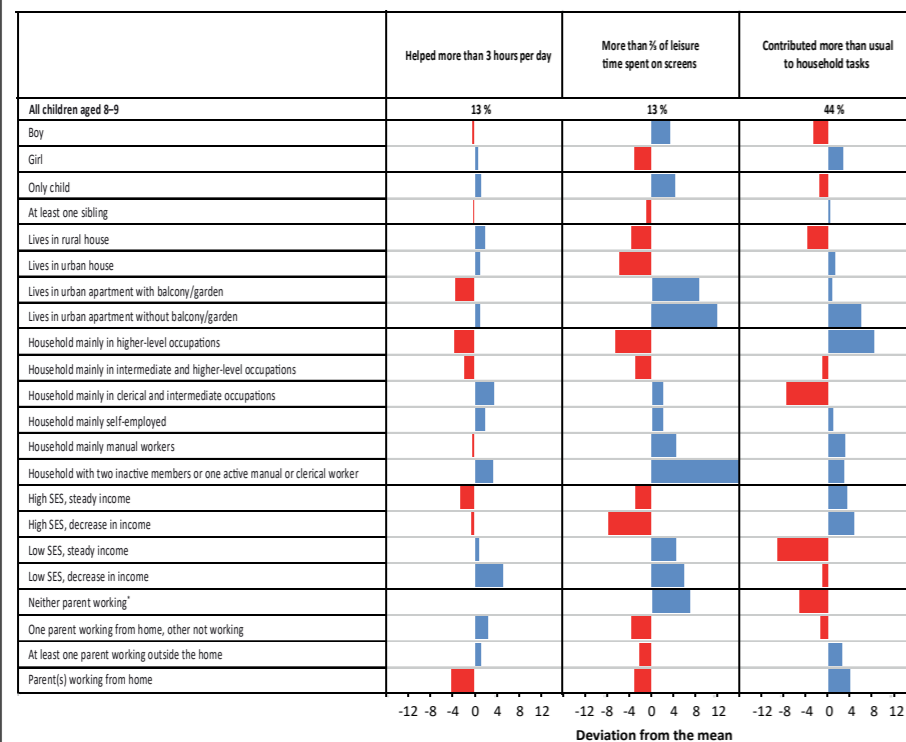 Helped more than 3 hours per day
More than ⅔ of leisure
time spent on screens
Contributed more than usual
to household tasks
All children aged 8–9 13 % 13 % 44 %
Boy
Girl
Only child
At least one sibling
Lives in rural house
Lives in urban house
Lives in urban apartment with balcony/garden
Lives in urban apartment without balcony/garden
Household mainly in higher-level occupations
Household mainly in intermediate and higher-level occupations
Household mainly in clerical and intermediate occupations
Household mainly self-employed
Household mainly manual workers
Household with two inactive members or one active manual or clerical worker
High SES, steady income
High SES, decrease in income
Low SES, steady income
Low SES, decrease in income
Neither parent working*
One parent working from home, other not working
At least one parent working outside the home
Parent(s) working from home
-12 -8 -4 0 4 8 12 -12 -8 -4 0 4 8 12 -12 -8 -4 0 4 8 12
Deviation from the mean